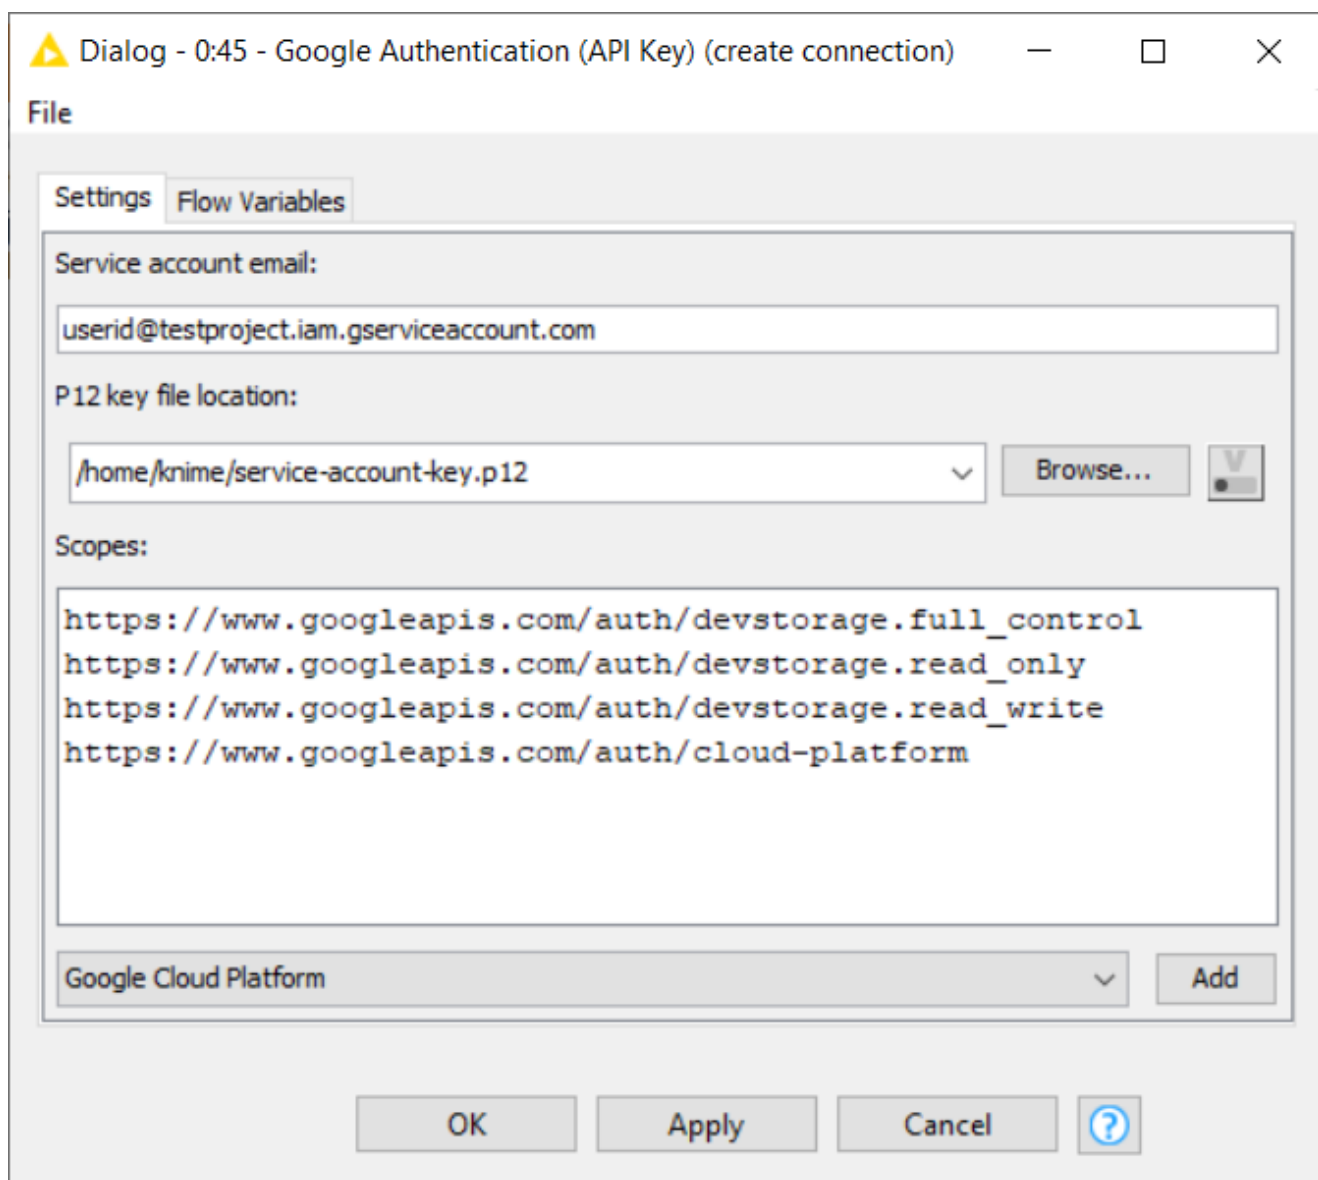 Dialog - 0:45 - Google Authentication (API Key) (create connection)
File
Settings Flow Variables
Service account email:
userid@testproject.iam.gserviceaccount.com
P12 key file location:
/home/knime/service-account-key.p12 Browse... V
Scopes:
https://www.googleapis.com/auth/devstorage.full_control
https://www.googleapis.com/auth/devstorage.read_only
https://www.googleapis.com/auth/devstorage.read_write
https://www.googleapis.com/auth/cloud-platform
Google Cloud Platform Add
OK Apply Cancel ?